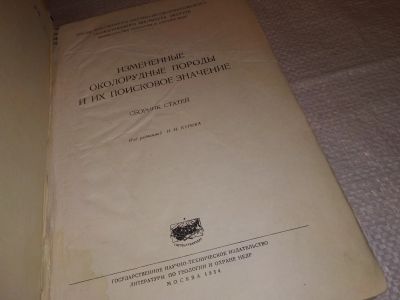 ИЗМЕНЕННЫЕ
ОКОЛОРУДНЫЕ ПОРОДЫ
И ИХ ПОИСКОВОЕ ЗНАЧЕНИЕ
СБОРНИК СТАТЕЙ
Под редакцией Н. И. КУРЕКА
ГОСУДАРСТВЕННОЕ НАУЧНО-ТЕХНИЧЕСКОЕ ИЗДАТЕЛЬСТВО
ЛИТЕРАТУРЫ ПО ГЕОЛОГИИ И ОХРАНЕ НЕДР
МОСКВА 1954